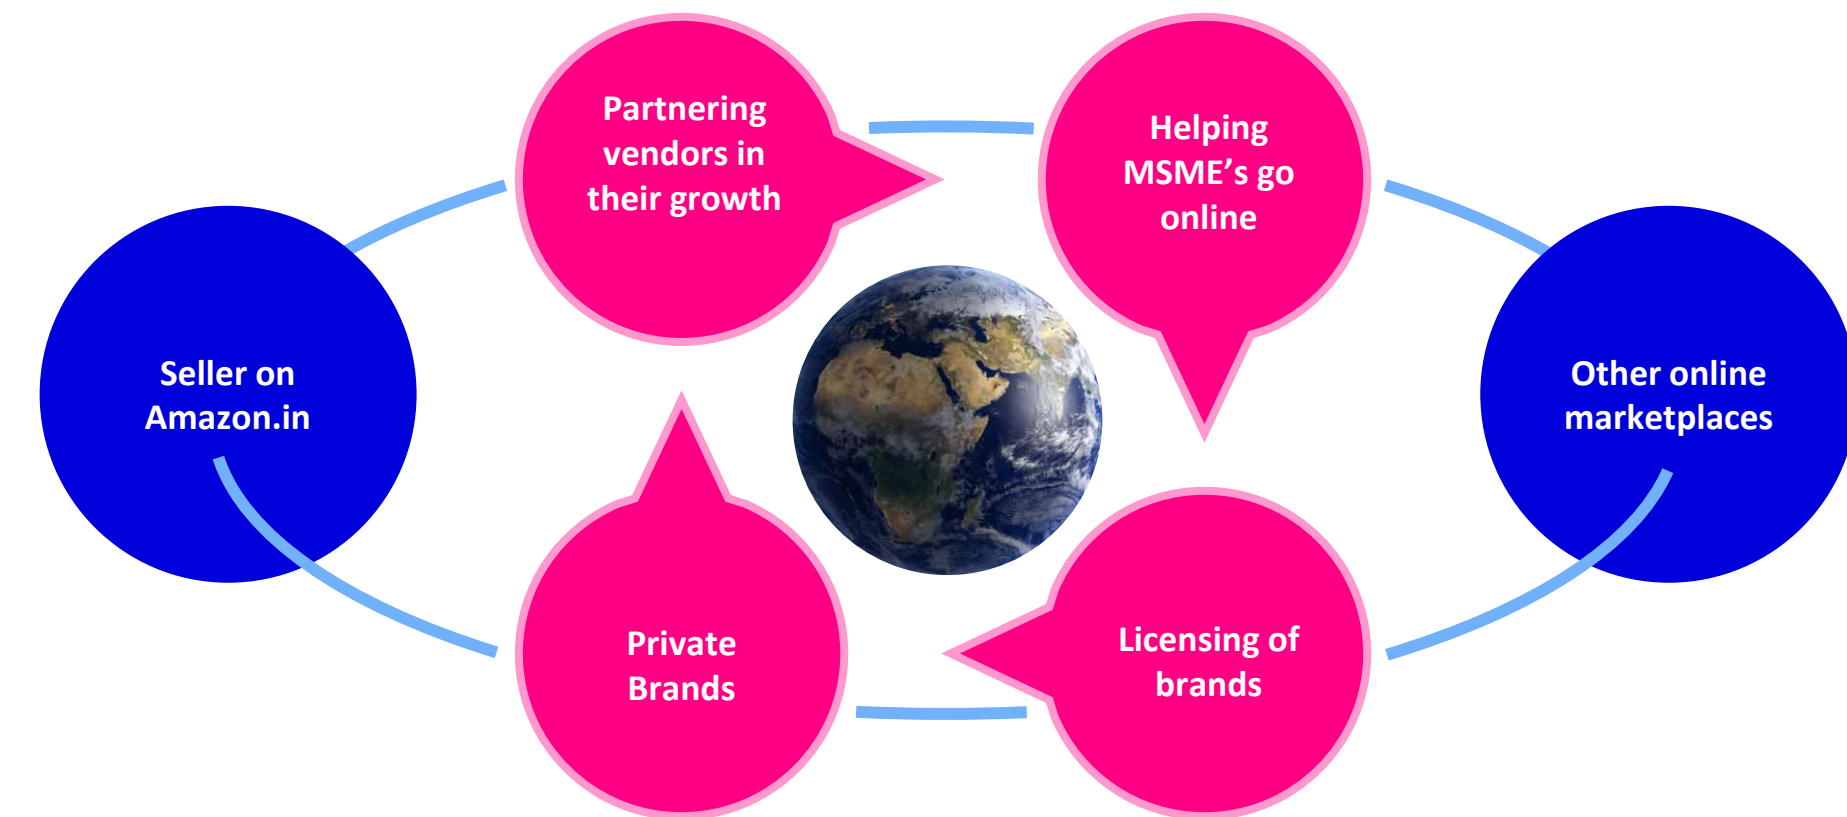 Partnering
vendors in
their growth
Helping
MSME’s go
online
Seller on
Amazon.in
Other online
marketplaces
Private
Brands
Licensing of
brands